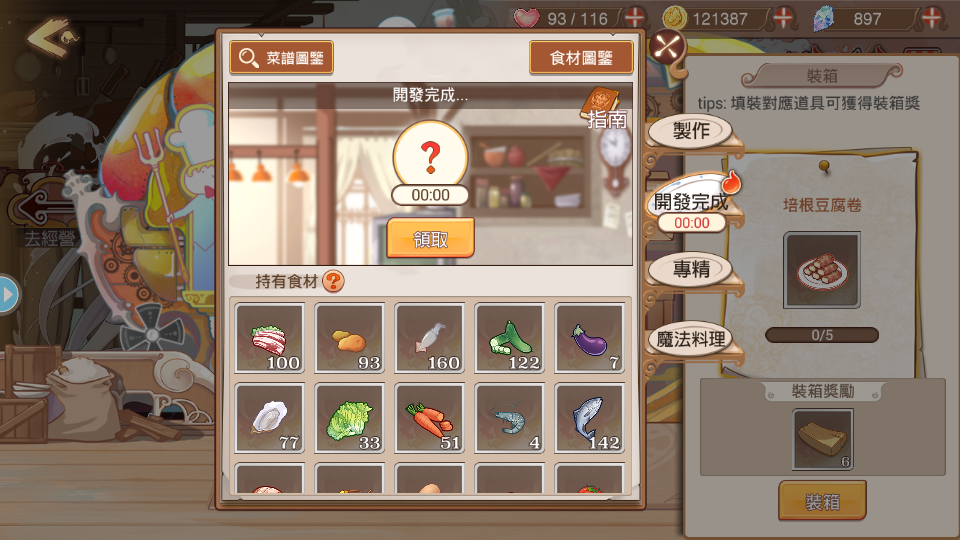 93 / 116
121387
897
菜譜圖鑒
食材圖鑒
開發完成...
指南
?
00:00
領取
持有食材 ?
100
93
160
122
7
77
33
51
4
142
製作
開發完成
00:00
專精
魔法料理
去經營
裝箱
tips: 填裝對應道具可獲得裝箱獎
培根豆腐卷
0/5
裝箱獎勵
6
裝箱